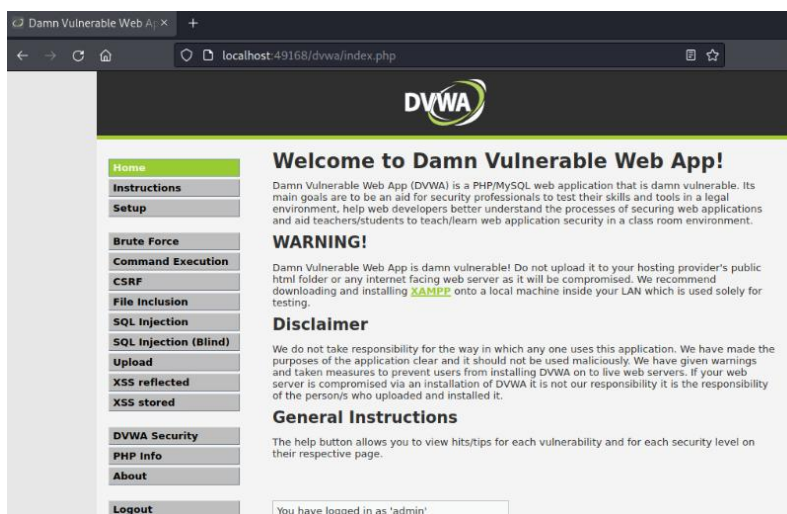 Damn Vulnerable Web Ap
localhost:49168/dvwa/index.php
DVWA
Home
Instructions
Setup
Brute Force
Command Execution
CSRF
File Inclusion
SQL Injection
SQL Injection (Blind)
Upload
XSS reflected
XSS stored
DVWA Security
PHP Info
About
Logout
Welcome to Damn Vulnerable Web App!
Damn Vulnerable Web App (DVWA) is a PHP/MySQL web application that is damn vulnerable. Its
main goals are to be an aid for security professionals to test their skills and tools in a legal
environment, help web developers better understand the processes of securing web applications
and aid teachers/students to teach/learn web application security in a class room environment.
WARNING!
Damn Vulnerable Web App is damn vulnerable! Do not upload it to your hosting provider's public
html folder or any internet facing web server as it will be compromised. We recommend
downloading and installing XAMPP onto a local machine inside your LAN which is used solely for
testing.
Disclaimer
We do not take responsibility for the way in which any one uses this application. We have made the
purposes of the application clear and it should not be used maliciously. We have given warnings
and taken measures to prevent users from installing DVWA on to live web servers. If your web
server is compromised via an installation of DVWA it is not our responsibility it is the responsibility
of the person/s who uploaded and installed it.
General Instructions
The help button allows you to view hits/tips for each vulnerability and for each security level on
their respective page.
You have logged in as 'admin'